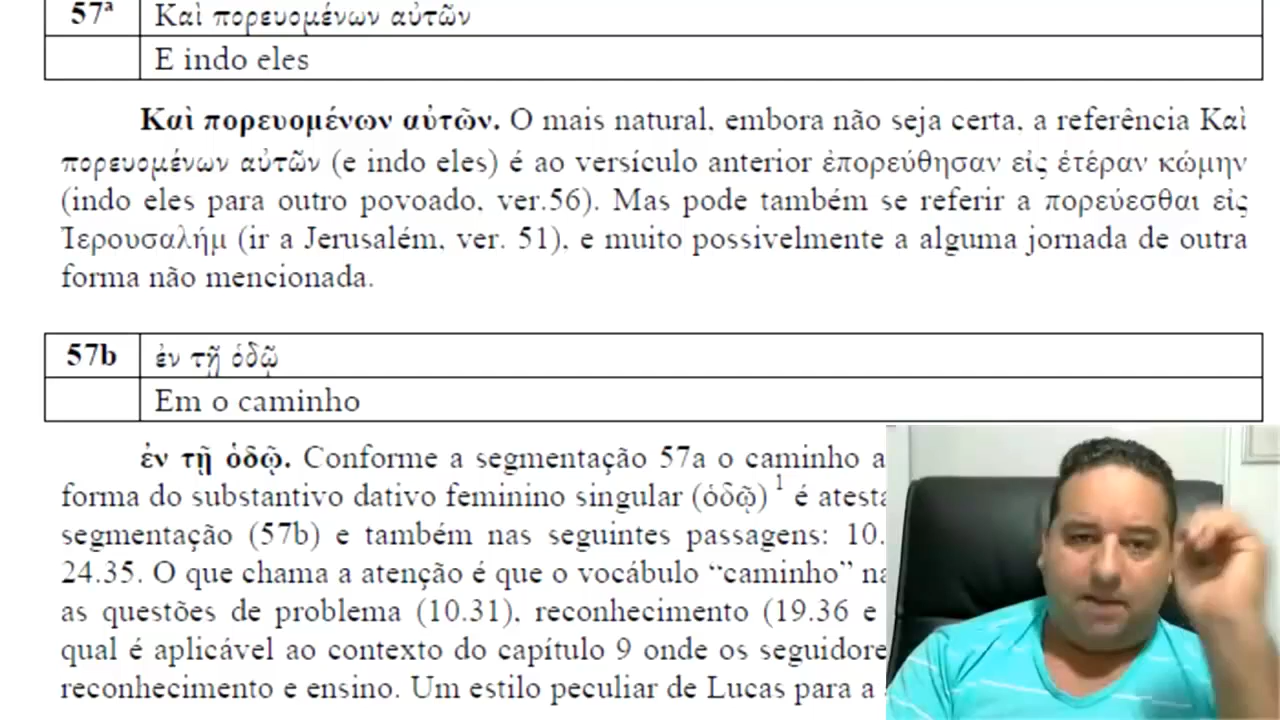 57ª Καὶ πορευομένων αὐτῶν
E indo eles
Καὶ πορευομένων αὐτῶν. O mais natural, embora não seja certa, a referência Καὶ
πορευομένων αὐτῶν (e indo eles) é ao versículo anterior ἐπορεύθησαν εἰς ἑτέραν κώμην
(indo eles para outro povoado, ver.56). Mas pode também se referir a πορεύεσθαι εἰς
Ἰερουσαλήμ (ir a Jerusalém, ver. 51), e muito possivelmente a alguma jornada de outra
forma não mencionada.
57b ἐν τῇ ὁδῷ
Em o caminho
ἐν τῇ ὁδῷ. Conforme a segmentação 57a o caminho a
forma do substantivo dativo feminino singular (ὁδῷ)¹ é
segmentação (57b) e também nas seguintes passagens: 10.
24.35. O que chama a atenção é que o vocábulo “caminho”
as questões de problema (10.31), reconhecimento (19.36 e
qual é aplicável ao contexto do capítulo 9 onde os
reconhecimento e ensino. Um estilo peculiar de Lucas para a